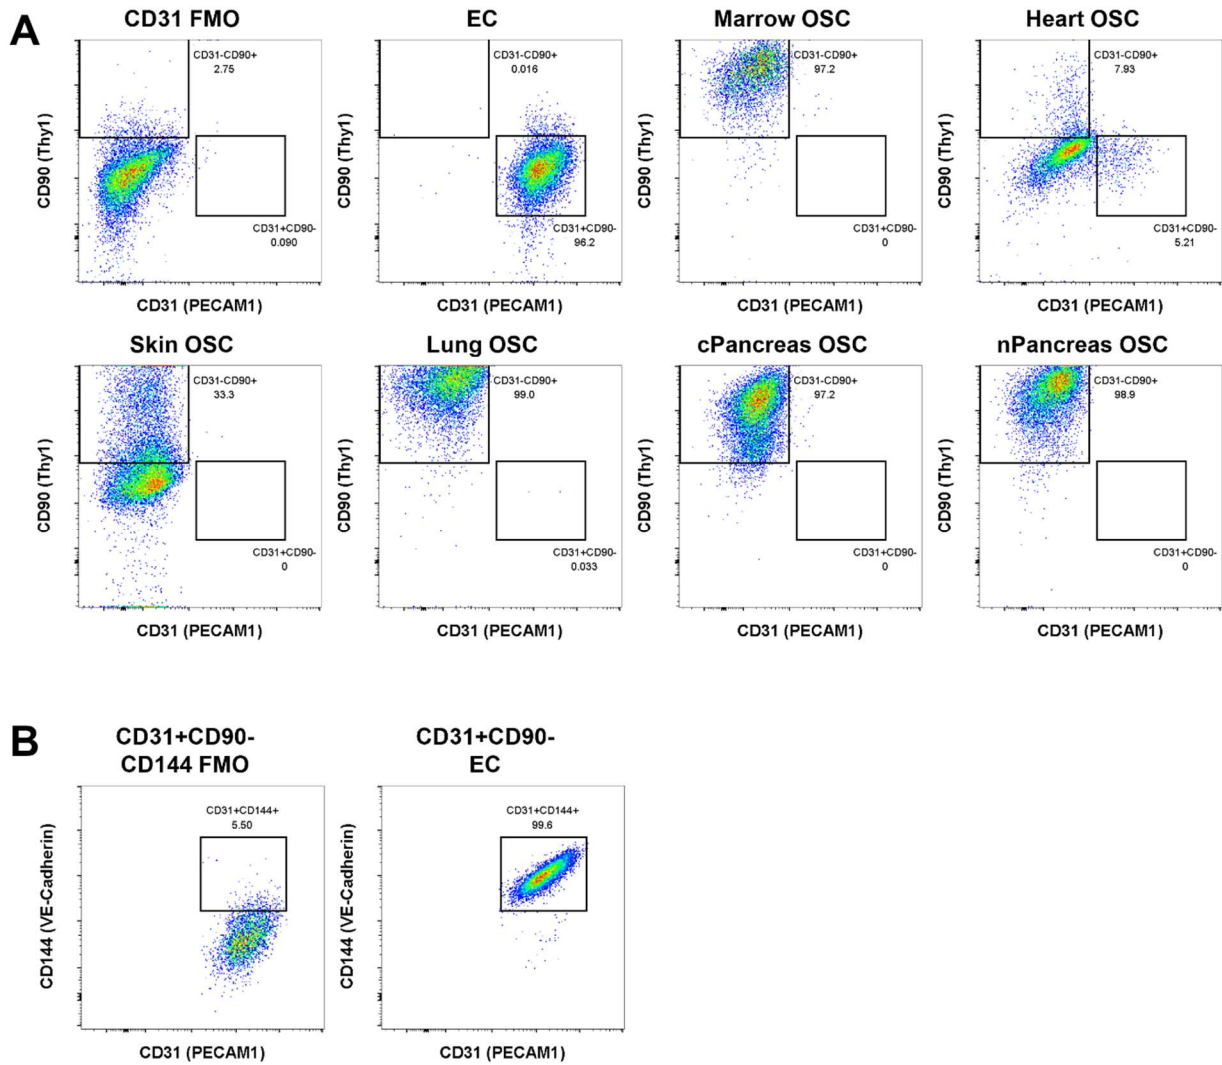 A
CD31 FMO
EC
Marrow OSC
Heart OSC
CD31-CD90+
2.75
CD31-CD90+
0.016
CD31-CD90+
97.2
CD31-CD90+
7.93
CD90 (Thy1)
CD90 (Thy1)
CD90 (Thy1)
CD90 (Thy1)
CD31+CD90-
0.090
CD31+CD90-
96.2
CD31+CD90-
0
CD31+CD90-
5.21
CD31 (PECAM1)
CD31 (PECAM1)
CD31 (PECAM1)
CD31 (PECAM1)
Skin OSC
Lung OSC
cPancreas OSC
nPancreas OSC
CD31-CD90+
33.3
CD31-CD90+
99.0
CD31-CD90+
97.2
CD31-CD90+
98.9
CD90 (Thy1)
CD90 (Thy1)
CD90 (Thy1)
CD90 (Thy1)
CD31+CD90-
0
CD31+CD90-
0.033
CD31+CD90-
0
CD31+CD90-
0
CD31 (PECAM1)
CD31 (PECAM1)
CD31 (PECAM1)
CD31 (PECAM1)
B
CD31+CD90-
CD144 FMO
CD31+CD90-
EC
CD31+CD144+
5.50
CD31+CD144+
99.6
CD144 (VE-Cadherin)
CD144 (VE-Cadherin)
CD31 (PECAM1)
CD31 (PECAM1)